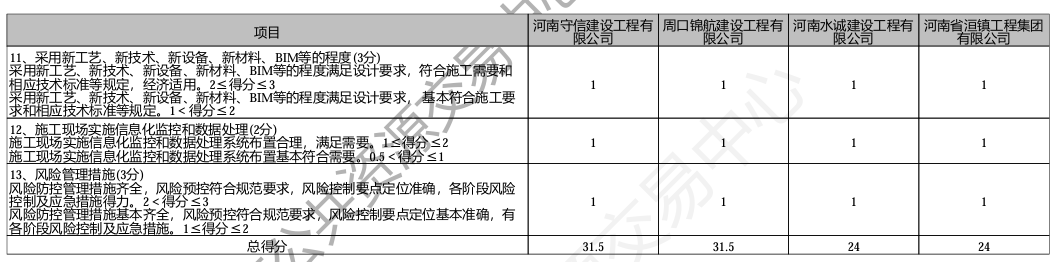 项目 河南守信建设工程有限公司 周口锦航建设工程有限公司 河南水诚建设工程有限公司 河南省洹镇工程集团有限公司
11、采用新工艺、新技术、新设备、新材料、BIM等的程度(3分)
采用新工艺、新技术、新设备、新材料、BIM等的程度满足设计要求，符合施工需要和
相应技术标准等规定，经济适用。2≤得分≤3
采用新工艺、新技术、新设备、新材料、BIM等的程度满足设计要求，基本符合施工要
求和相应技术标准等规定。1＜得分≤2
1 1 1 1
12、施工现场实施信息化监控和数据处理(2分)
施工现场实施信息化监控和数据处理系统布置合理，满足需要。1≤得分≤2
施工现场实施信息化监控和数据处理系统布置基本符合需要。0.5＜得分≤1
1 1 1 1
13、风险管理措施(3分)
风险防控管理措施齐全，风险预控符合规范要求，风险控制要点定位准确，各阶段风险
控制及应急措施得力。2＜得分≤3
风险防控管理措施基本齐全，风险预控符合规范要求，风险控制要点定位基本准确，有
各阶段风险控制及应急措施。1≤得分≤2
1 1 1 1
总得分 31.5 31.5 24 24
公共资源交易中心
交易中心